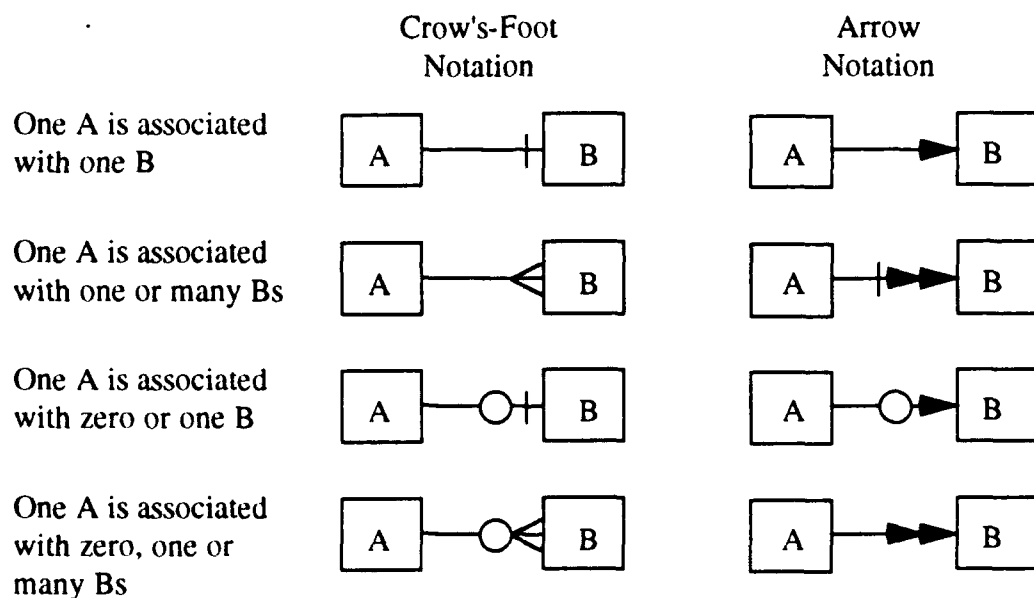 Crow's-Foot
Notation
Arrow
Notation
One A is associated
with one B
A
B
A
B
One A is associated
with one or many Bs
A
B
A
B
One A is associated
with zero or one B
A
B
A
B
One A is associated
with zero, one or
many Bs
A
B
A
B